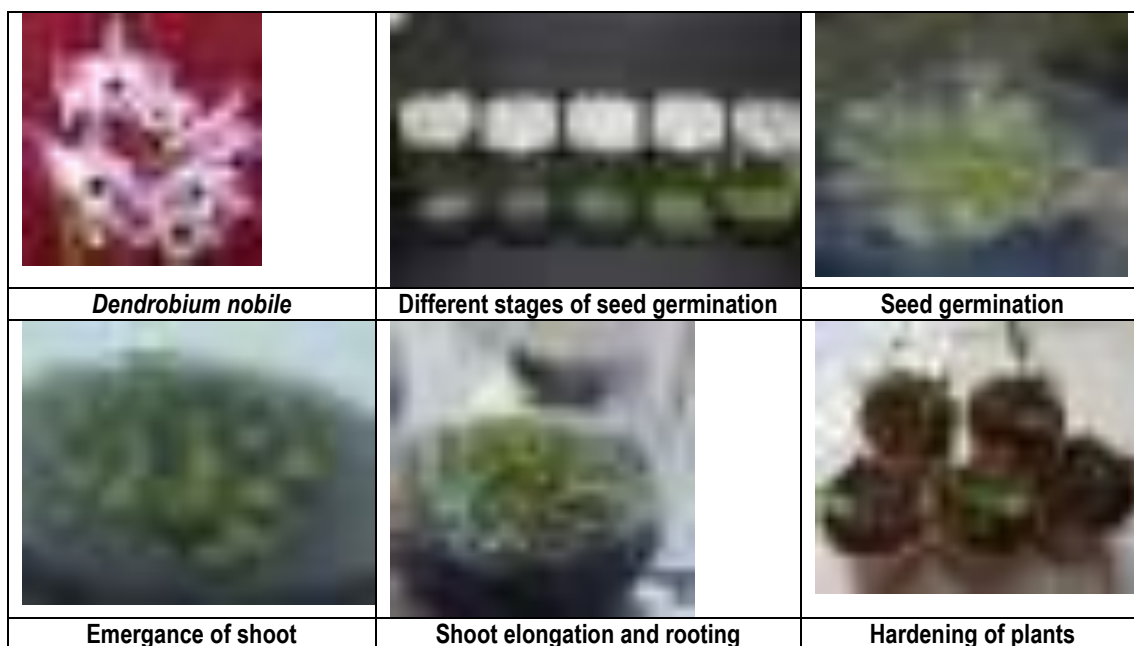 Dendrobium nobile
Different stages of seed germination
Seed germination
Emergance of shoot
Shoot elongation and rooting
Hardening of plants